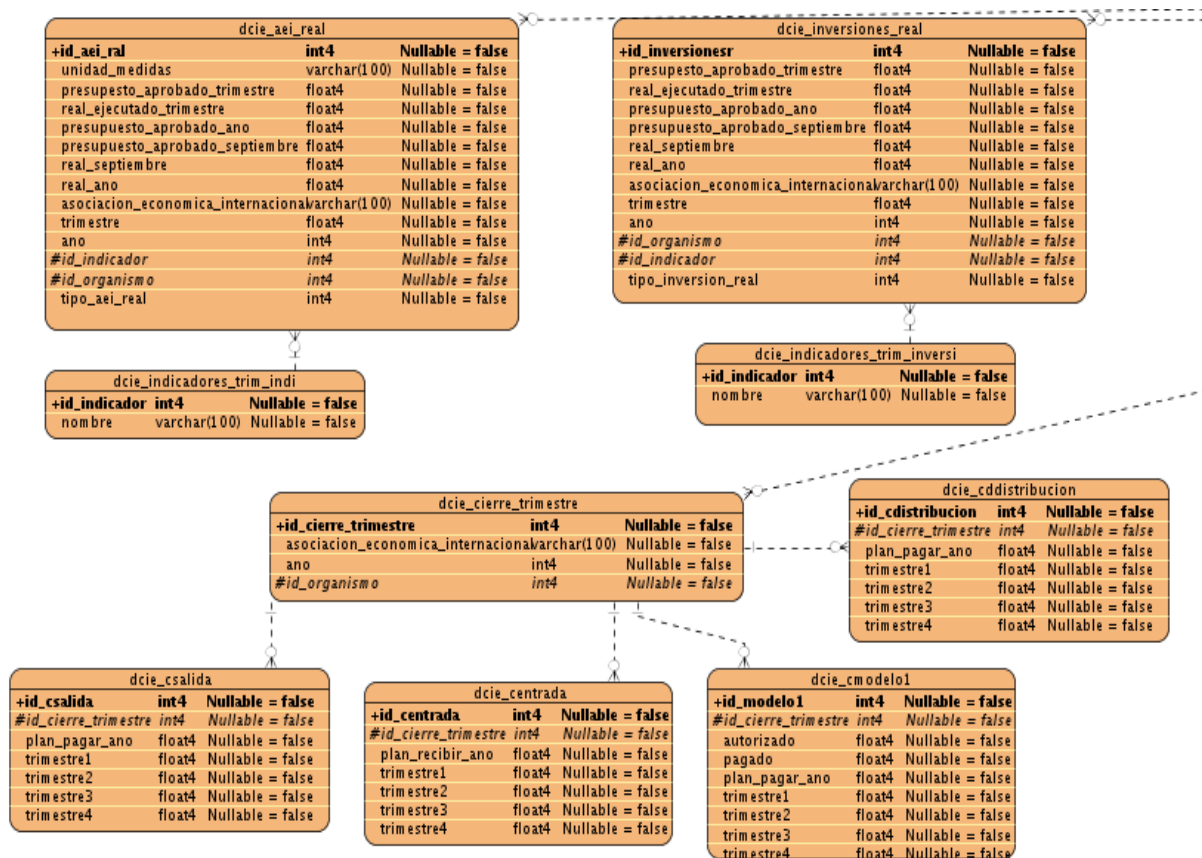 dcie_aei_real
+id_aei_ral int4 Nullable = false
unidad_medidas varchar(100) Nullable = false
presupesto_aprobado_trimestre float4 Nullable = false
real_ejecutado_trimestre float4 Nullable = false
presupuesto_aprobado_ano float4 Nullable = false
presupuesto_aprobado_septiembre float4 Nullable = false
real_septiembre float4 Nullable = false
real_ano float4 Nullable = false
asociacion_economica_internacional varchar(100) Nullable = false
trimestre float4 Nullable = false
ano int4 Nullable = false
#id_indicador int4 Nullable = false
#id_organismo int4 Nullable = false
tipo_aei_real int4 Nullable = false
dcie_inversiones_real
+id_inversionesr int4 Nullable = false
presupesto_aprobado_trimestre float4 Nullable = false
real_ejecutado_trimestre float4 Nullable = false
presupuesto_aprobado_ano float4 Nullable = false
presupuesto_aprobado_septiembre float4 Nullable = false
real_septiembre float4 Nullable = false
real_ano float4 Nullable = false
asociacion_economica_internacional varchar(100) Nullable = false
trimestre float4 Nullable = false
ano int4 Nullable = false
#id_organismo int4 Nullable = false
#id_indicador int4 Nullable = false
tipo_inversion_real int4 Nullable = false
dcie_indicadores_trim_indi
+id_indicador int4 Nullable = false
nombre varchar(100) Nullable = false
dcie_indicadores_trim_inversi
+id_indicador int4 Nullable = false
nombre varchar(100) Nullable = false
dcie_cierre_trimestre
+id_cierre_trimestre int4 Nullable = false
asociacion_economica_internacional varchar(100) Nullable = false
ano int4 Nullable = false
#id_organismo int4 Nullable = false
dcie_cddistribucion
+id_cdistribucion int4 Nullable = false
#id_cierre_trimestre int4 Nullable = false
plan_pagar_ano float4 Nullable = false
trimestre1 float4 Nullable = false
trimestre2 float4 Nullable = false
trimestre3 float4 Nullable = false
trimestre4 float4 Nullable = false
dcie_csalida
+id_csalida int4 Nullable = false
#id_cierre_trimestre int4 Nullable = false
plan_pagar_ano float4 Nullable = false
trimestre1 float4 Nullable = false
trimestre2 float4 Nullable = false
trimestre3 float4 Nullable = false
trimestre4 float4 Nullable = false
dcie_centrada
+id_centrada int4 Nullable = false
#id_cierre_trimestre int4 Nullable = false
plan_recibir_ano float4 Nullable = false
trimestre1 float4 Nullable = false
trimestre2 float4 Nullable = false
trimestre3 float4 Nullable = false
trimestre4 float4 Nullable = false
dcie_cmodelo1
+id_modelo1 int4 Nullable = false
#id_cierre_trimestre int4 Nullable = false
autorizado float4 Nullable = false
pagado float4 Nullable = false
plan_pagar_ano float4 Nullable = false
trimestre1 float4 Nullable = false
trimestre2 float4 Nullable = false
trimestre3 float4 Nullable = false
trimestre4 float4 Nullable = false